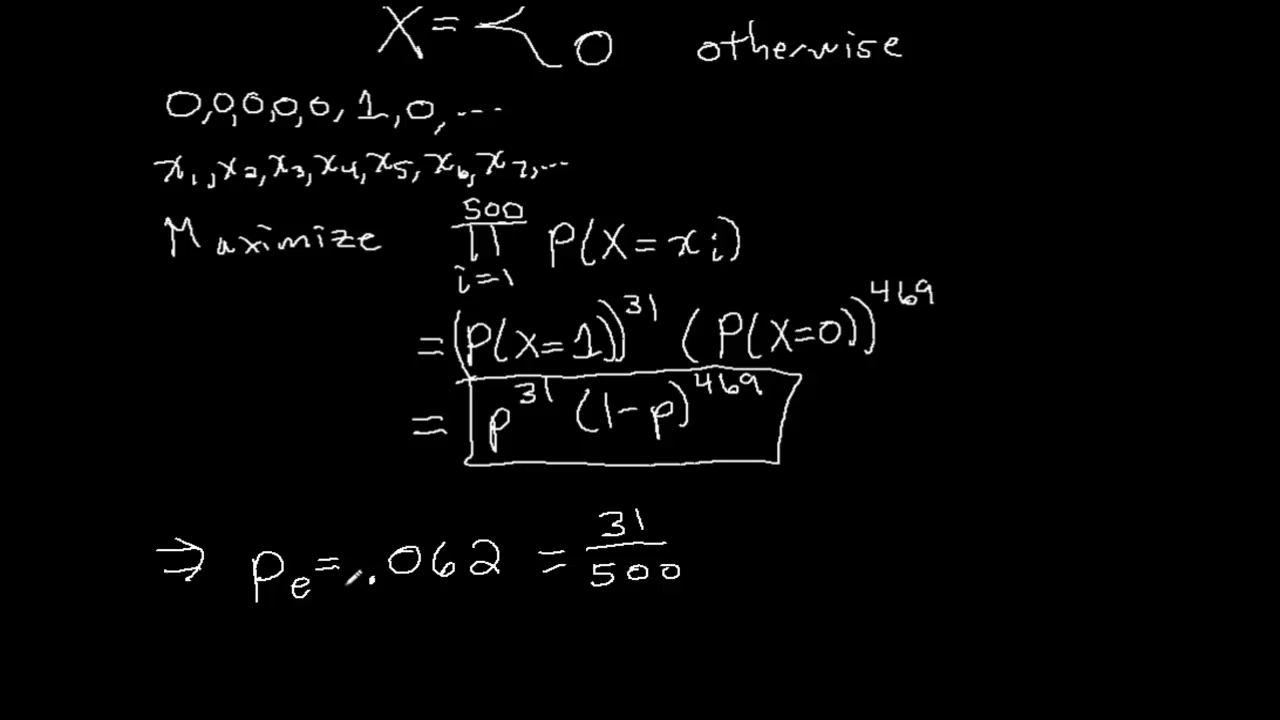 X = < 0 otherwise
0,0,0,0,0,1,0,...
x₁,x₂,x₃,x₄,x₅,x₆,x₇,...
Maximize ∏_{i=1}^{500} P(X=xi)
= (P(X=1))^31 (P(X=0))^469
= p^31 (1-p)^469
⇒ pₑ = .062 = 31/500